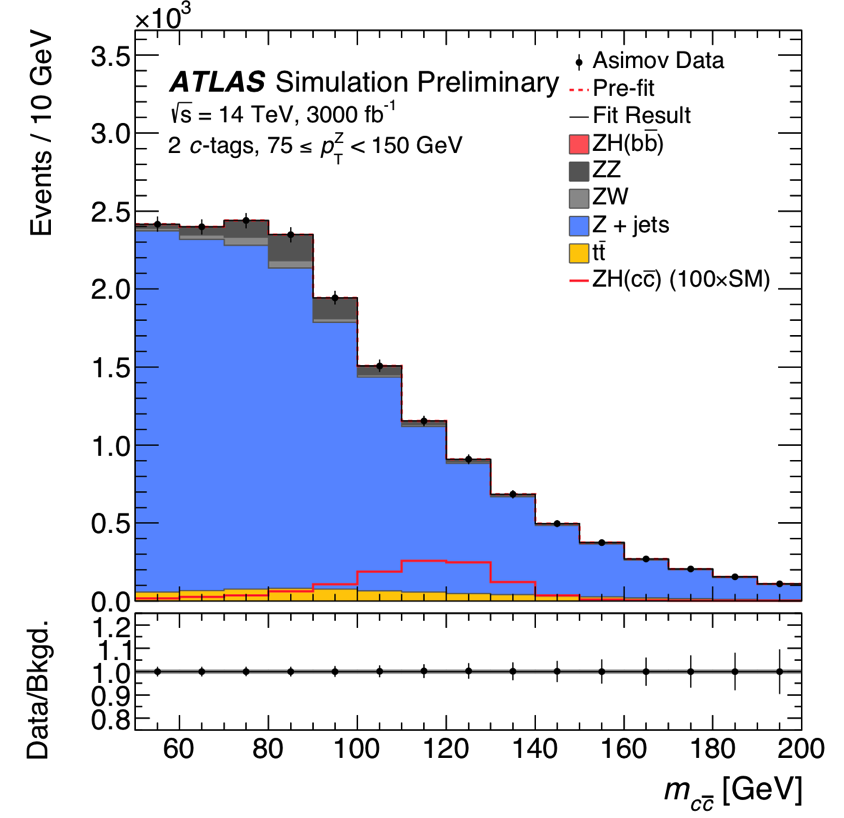 ×10³
Events / 10 GeV
3.5
3.0
2.5
2.0
1.5
1.0
0.5
0.0
ATLAS Simulation Preliminary
√s = 14 TeV, 3000 fb⁻¹
2 c-tags, 75 ≤ p_T^Z < 150 GeV
Asimov Data
Pre-fit
Fit Result
ZH(bb̅)
ZZ
ZW
Z + jets
tt̅
ZH(cc̅) (100×SM)
Data/Bkgd.
1.2
1.1
1.0
0.9
0.8
60 80 100 120 140 160 180 200
m_cc̅ [GeV]